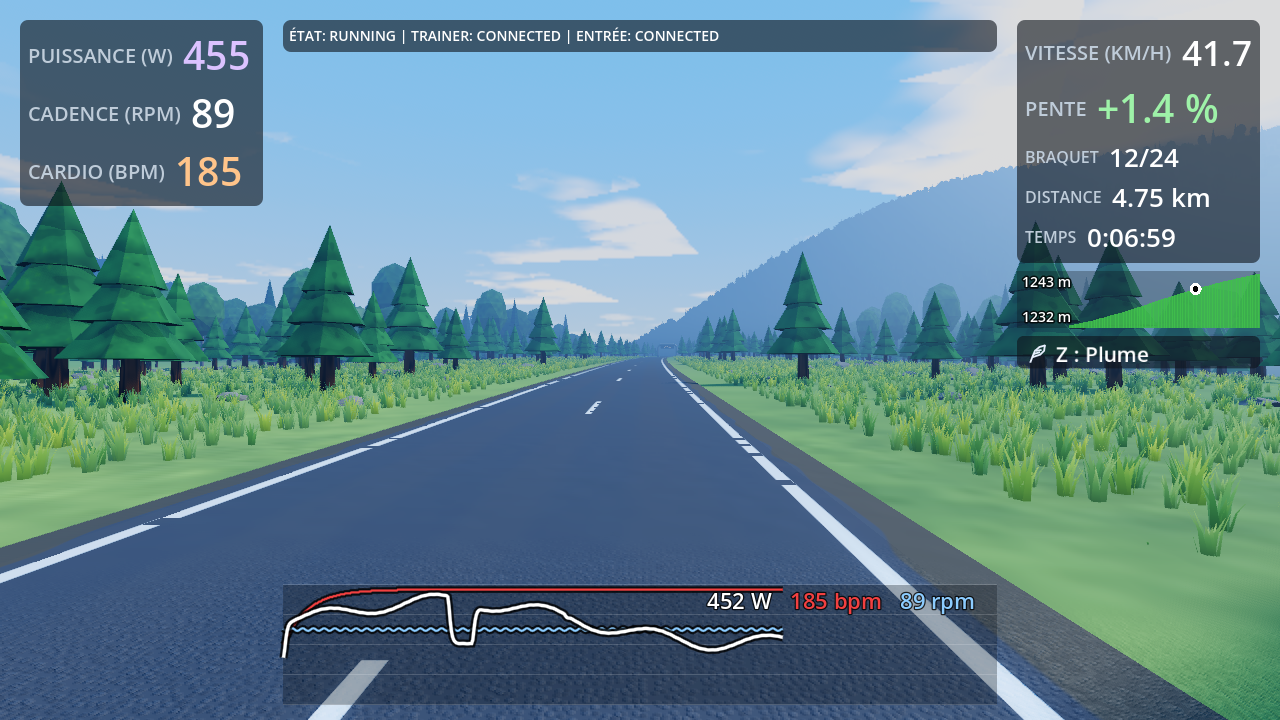 PUISSANCE (W) 455
CADENCE (RPM) 89
CARDIO (BPM) 185
ÉTAT: RUNNING | TRAINER: CONNECTED | ENTRÉE: CONNECTED
VITESSE (KM/H) 41.7
PENTE +1.4 %
BRAQUET 12/24
DISTANCE 4.75 km
TEMPS 0:06:59
1243 m
1232 m
Z : Plume
452 W 185 bpm 89 rpm